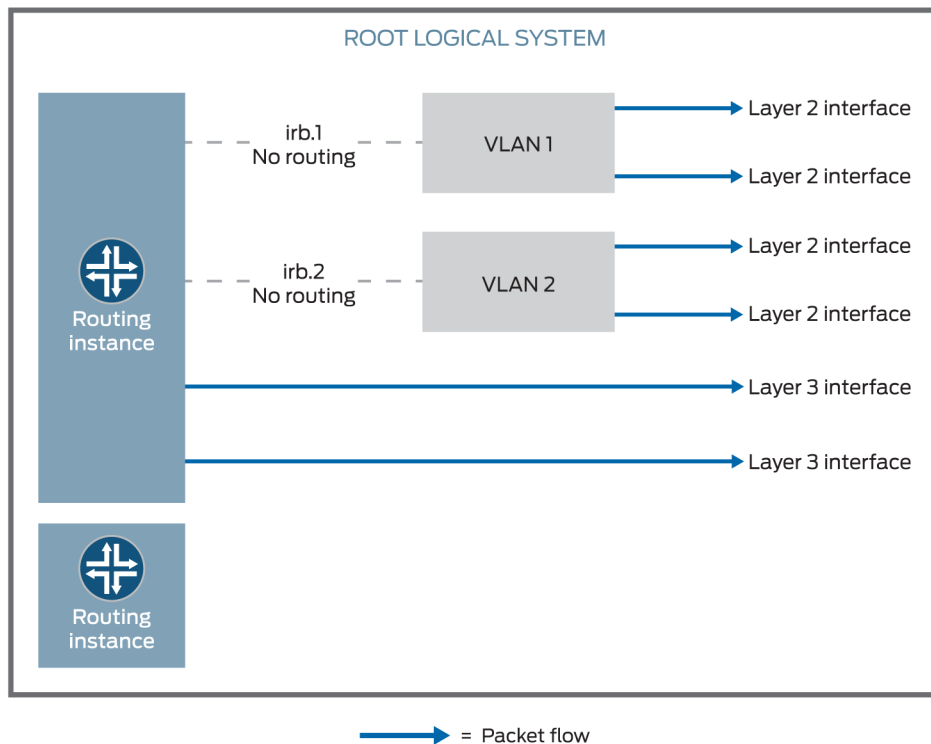 ROOT LOGICAL SYSTEM
irb.1
No routing
VLAN 1
Layer 2 interface
Layer 2 interface
irb.2
No routing
VLAN 2
Layer 2 interface
Layer 2 interface
Routing
instance
Layer 3 interface
Layer 3 interface
Routing
instance
= Packet flow